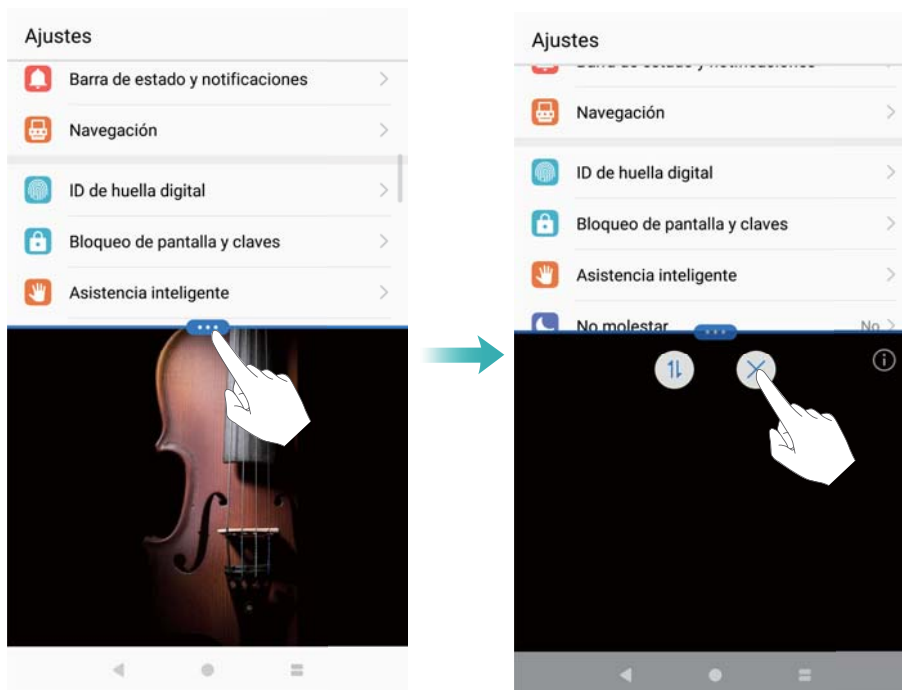 Ajustes
Barra de estado y notificaciones
Navegación
ID de huella digital
Bloqueo de pantalla y claves
Asistencia inteligente
Ajustes
Navegación
ID de huella digital
Bloqueo de pantalla y claves
Asistencia inteligente
No molestar No